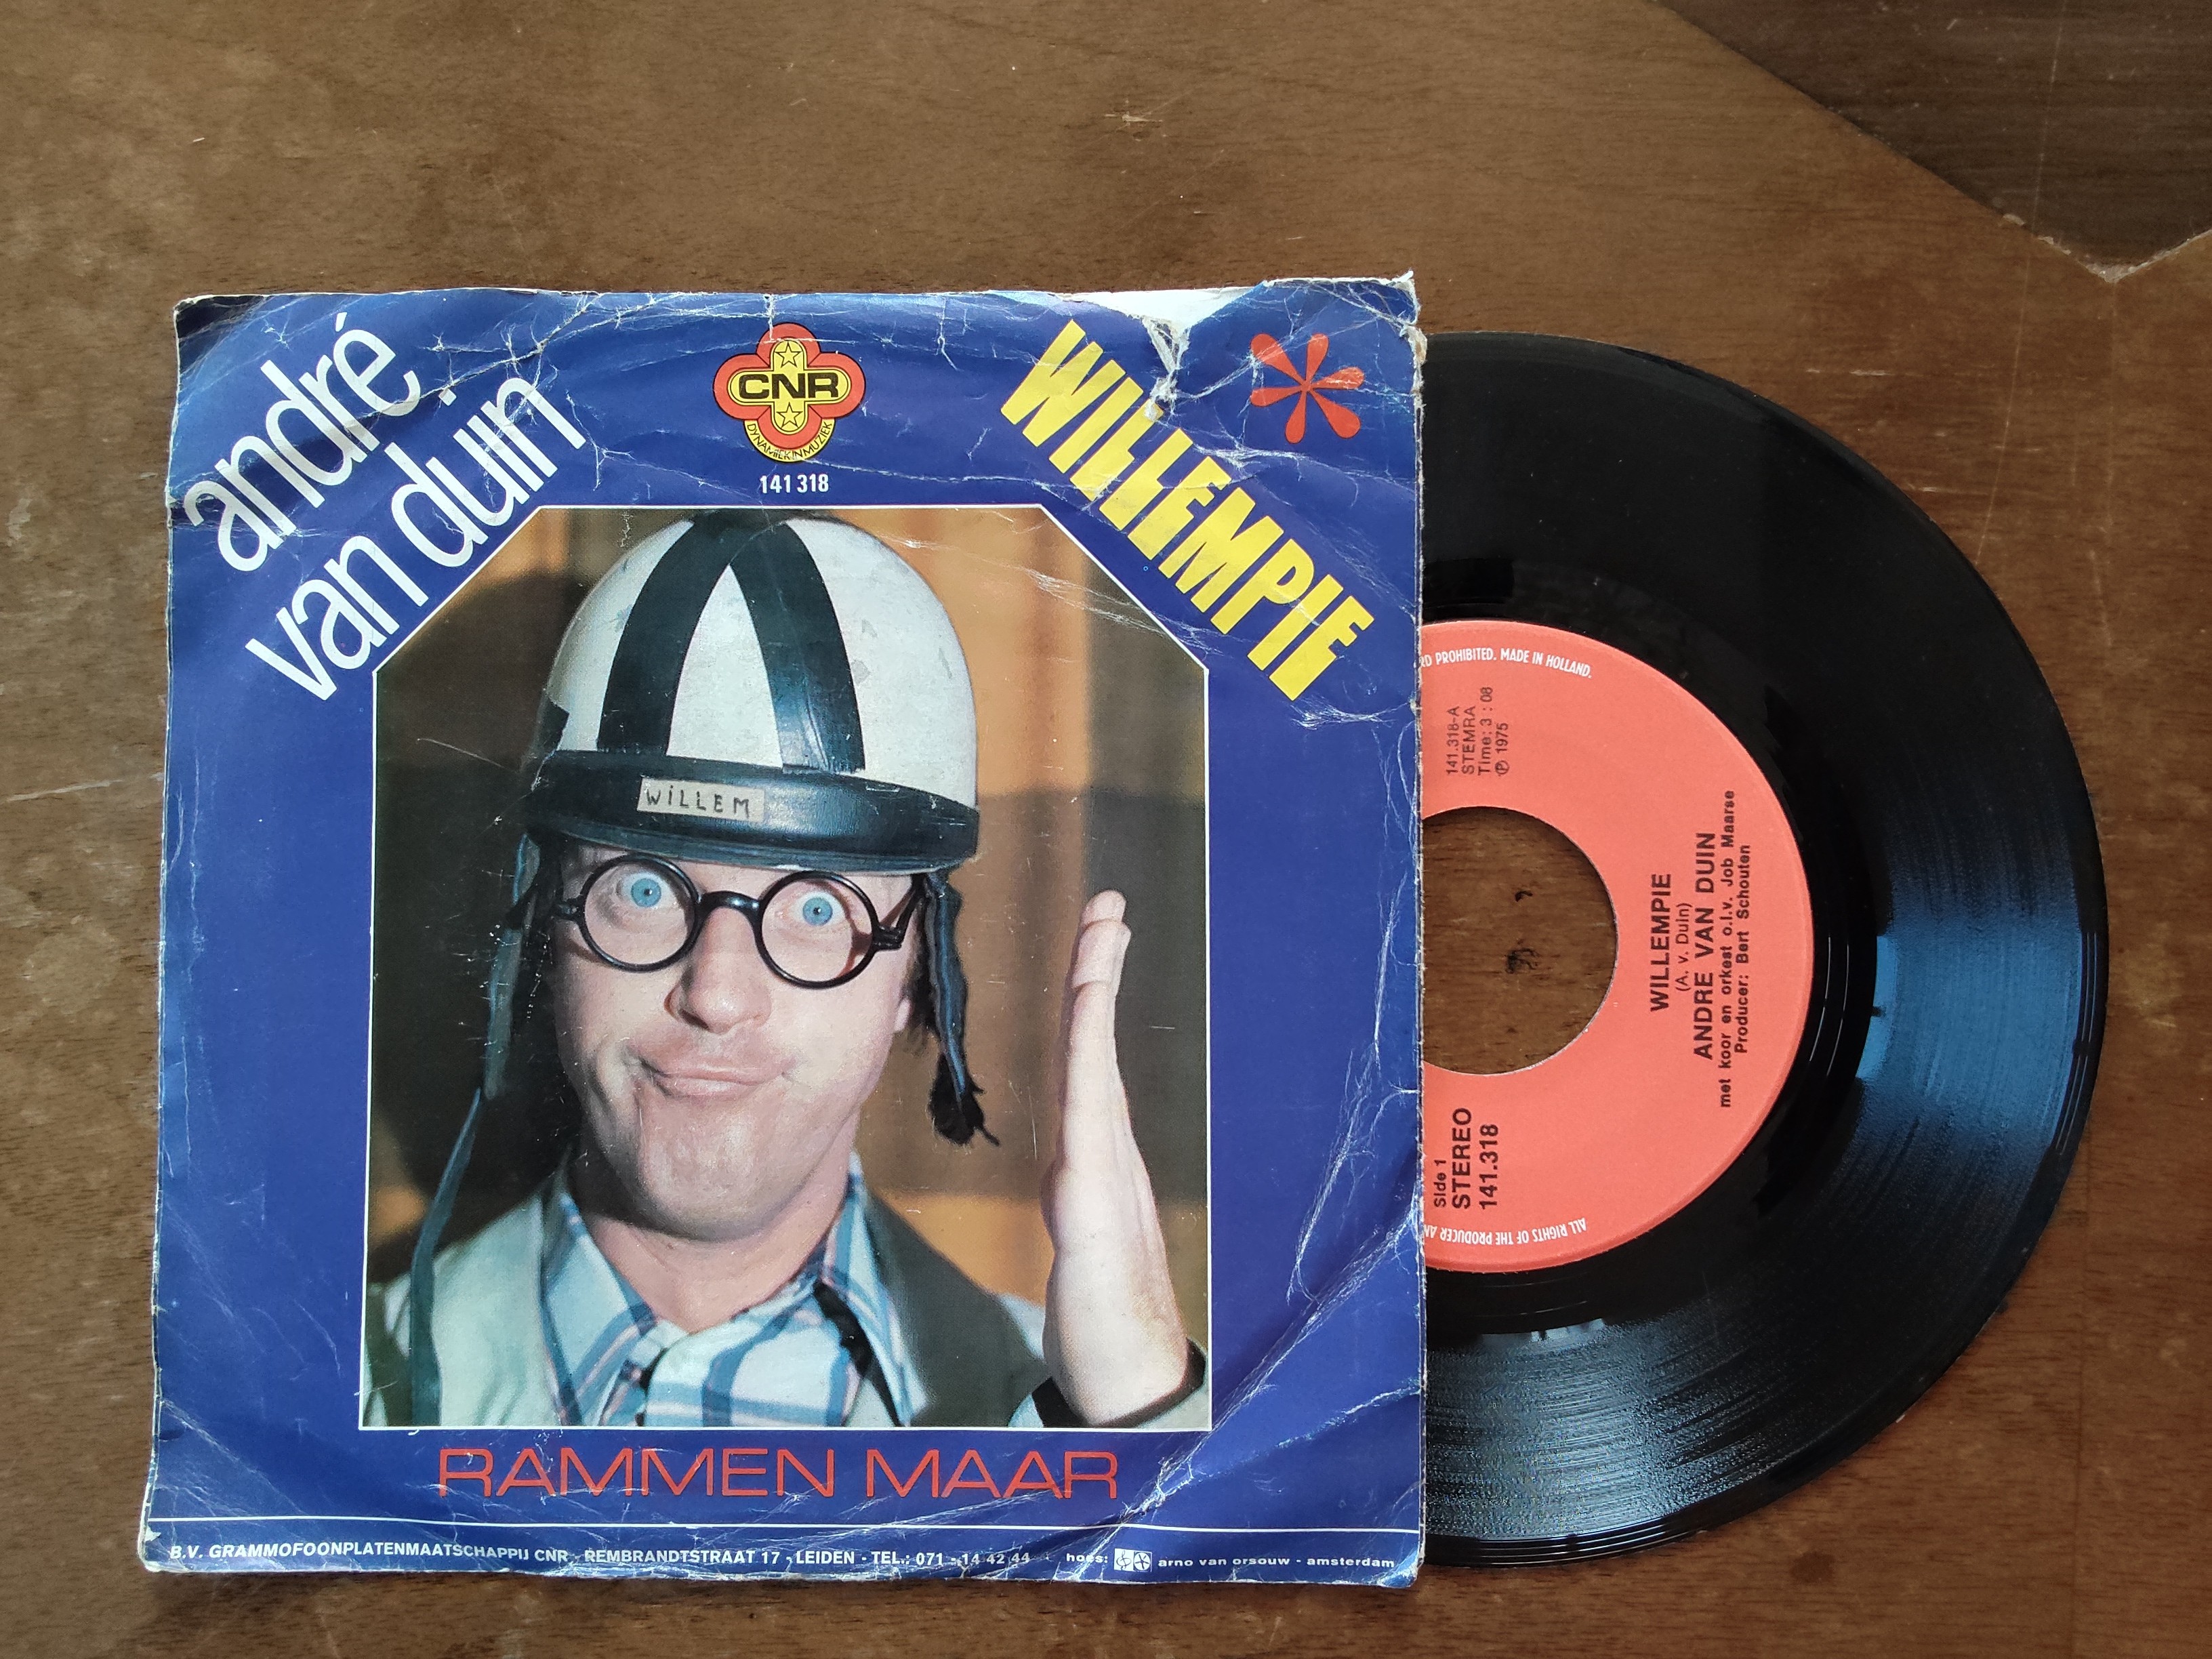 andré
van duin
CNR
DYNAMIEK IN MUZIEK
141 318
WILLEMPIE
WiLLEM
RAMMEN MAAR
B.V. GRAMMOFOONPLATENMAATSCHAPPIJ CNR - REMBRANDTSTRAAT 17 - LEIDEN - TEL.: 071 - 14 42 44
hoes: arno van orsouw - amsterdam
PROHIBITED. MADE IN HOLLAND.
141.318-A
STEMRA
Time: 3 : 08
℗ 1975
WILLEMPIE
(A. v. Duin)
ANDRE VAN DUIN
met koor en orkest o.l.v. Job Maarse
Producer: Bert Schouten
Side 1
STEREO
141.318
ALL RIGHTS OF THE PRODUCER